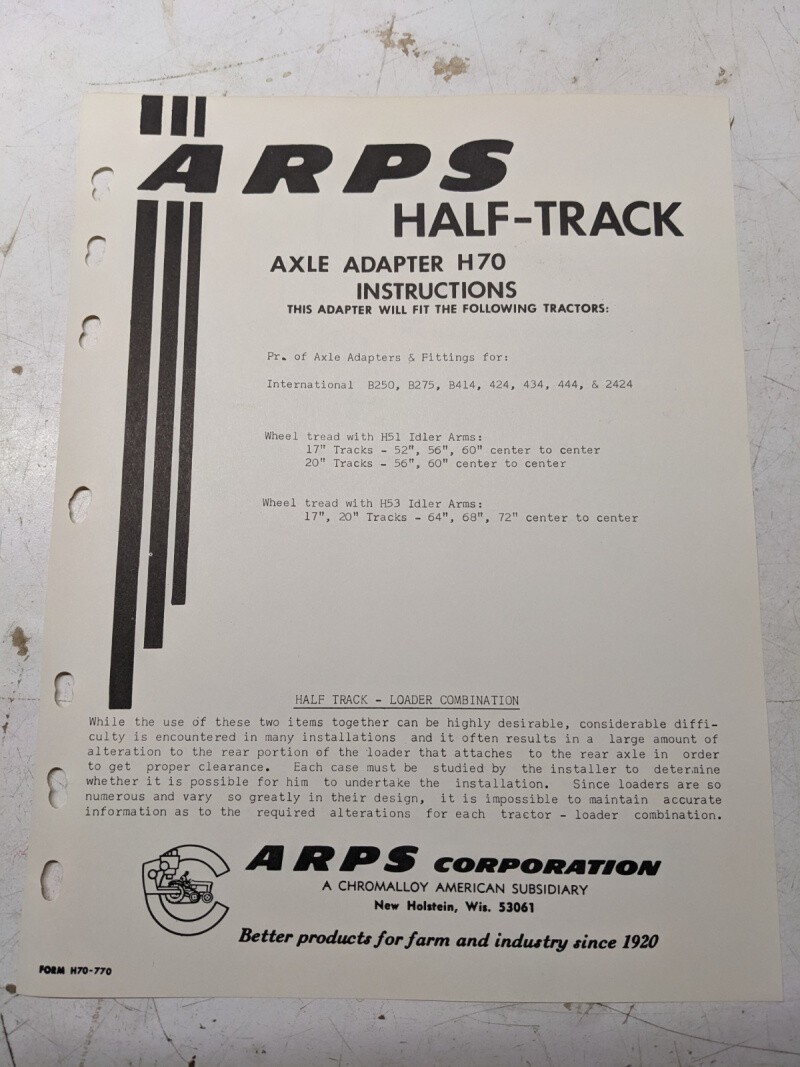 ARPS
HALF-TRACK
AXLE ADAPTER H70
INSTRUCTIONS
THIS ADAPTER WILL FIT THE FOLLOWING TRACTORS:
Pr. of Axle Adapters & Fittings for:
International B250, B275, B414, 424, 434, 444, & 2424
Wheel tread with H51 Idler Arms:
17" Tracks - 52", 56", 60" center to center
20" Tracks - 56", 60" center to center
Wheel tread with H53 Idler Arms:
17", 20" Tracks - 64", 68", 72" center to center
HALF TRACK - LOADER COMBINATION
While the use of these two items together can be highly desirable, considerable diffi-
culty is encountered in many installations and it often results in a large amount of
alteration to the rear portion of the loader that attaches to the rear axle in order
to get proper clearance. Each case must be studied by the installer to determine
whether it is possible for him to undertake the installation. Since loaders are so
numerous and vary so greatly in their design, it is impossible to maintain accurate
information as to the required alterations for each tractor - loader combination.
ARPS CORPORATION
A CHROMALLOY AMERICAN SUBSIDIARY
New Holstein, Wis. 53061
Better products for farm and industry since 1920
FORM H70-770